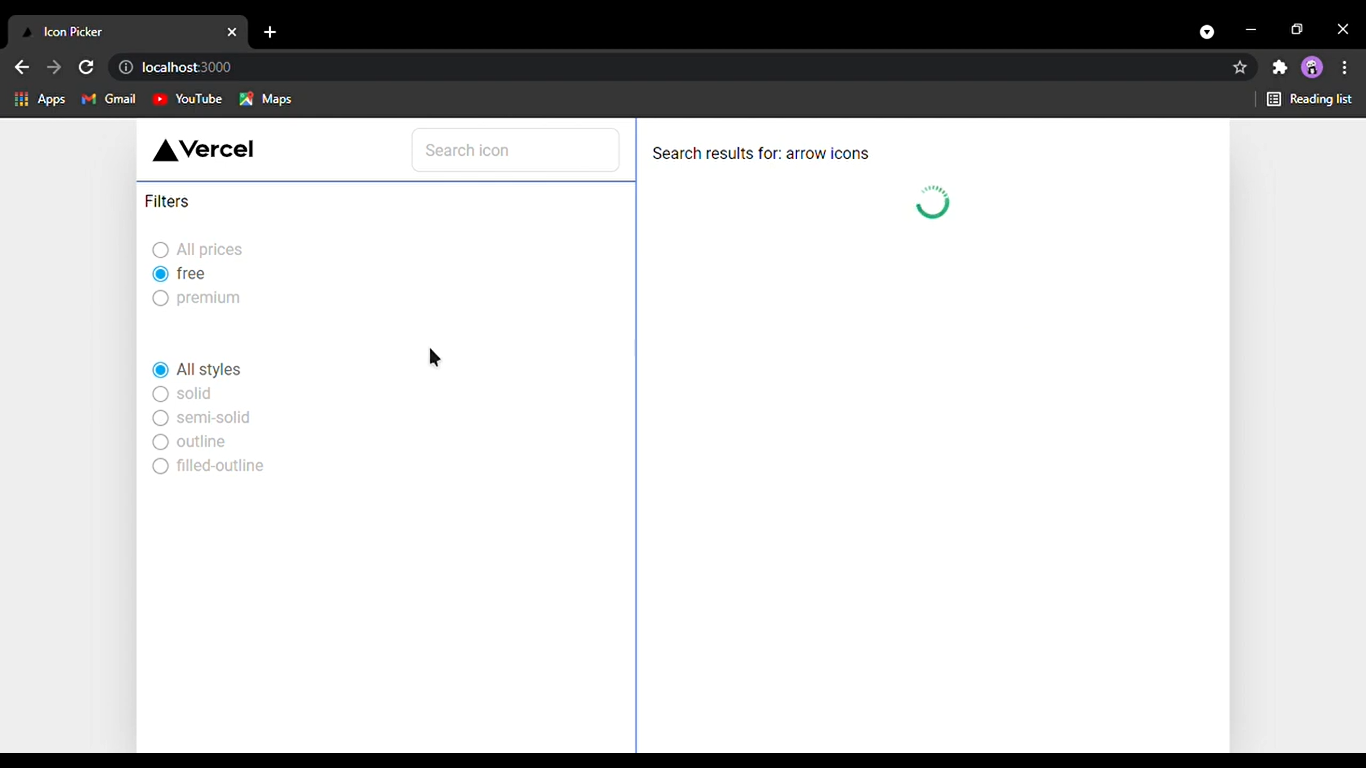 Icon Picker
localhost:3000
Apps
Gmail
YouTube
Maps
Reading list
Vercel
Search icon
Search results for: arrow icons
Filters
All prices
free
premium
All styles
solid
semi-solid
outline
filled-outline